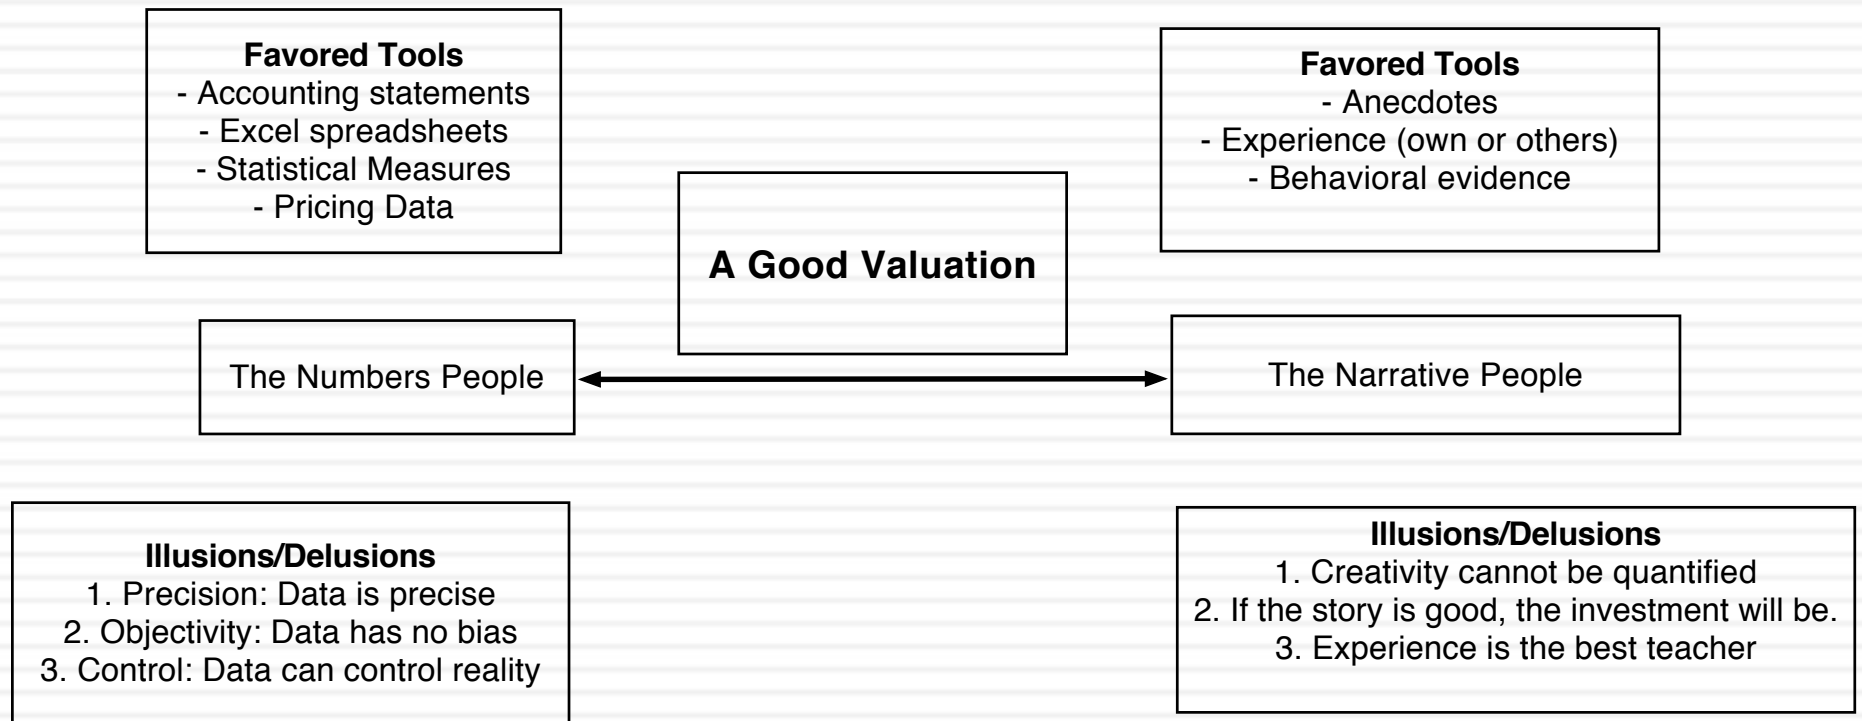 Favored Tools
- Accounting statements
- Excel spreadsheets
- Statistical Measures
- Pricing Data
Favored Tools
- Anecdotes
- Experience (own or others)
- Behavioral evidence
A Good Valuation
The Numbers People
The Narrative People
Illusions/Delusions
1. Precision: Data is precise
2. Objectivity: Data has no bias
3. Control: Data can control reality
Illusions/Delusions
1. Creativity cannot be quantified
2. If the story is good, the investment will be.
3. Experience is the best teacher